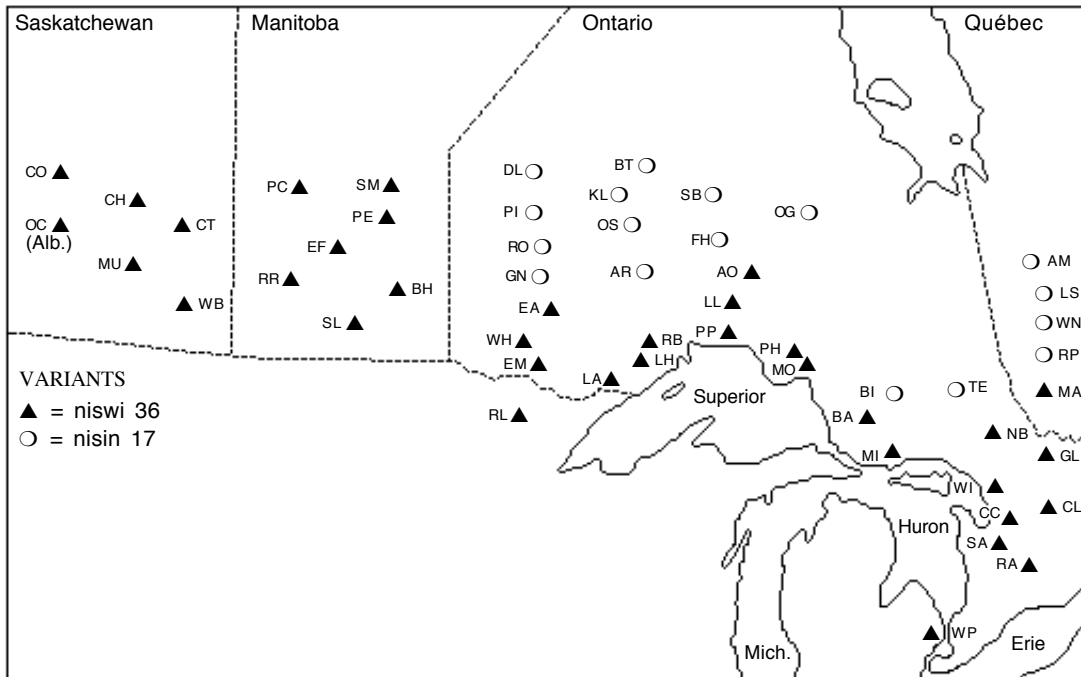 Saskatchewan Manitoba Ontario Québec
CO
CH
OC
(Alb.)
CT
MU
WB
PC
SM
PE
EF
RR
BH
SL
DL
BT
KL
SB
PI
OG
OS
RO
FH
GN
AR
AO
EA
LL
WH
RB
PP
EM
LH
PH
LA
MO
RL
AM
LS
WN
RP
BI
TE
MA
BA
NB
MI
GL
WI
CC
CL
SA
RA
WP
Superior
Huron
Mich.
Erie
VARIANTS
▲ = niswi 36
❍ = nisin 17